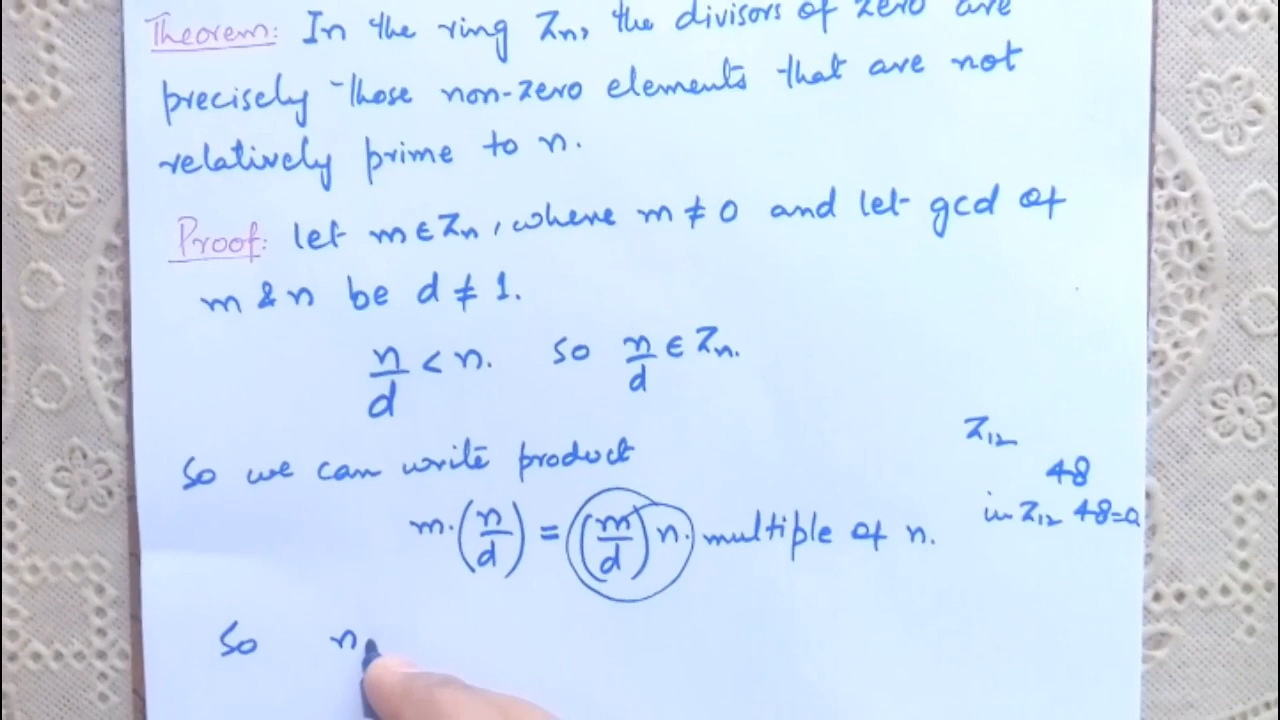 Theorem: In the ring Zn, the divisors of zero are
precisely those non-zero elements that are not
relatively prime to n.
Proof: let m ∈ Zn, where m ≠ 0 and let gcd of
m & n be d ≠ 1.
n/d < n. So n/d ∈ Zn.
So we can write product
m.(n/d) = (m/d) n. multiple of n.
Z12
48
in Z12 48=0
So n